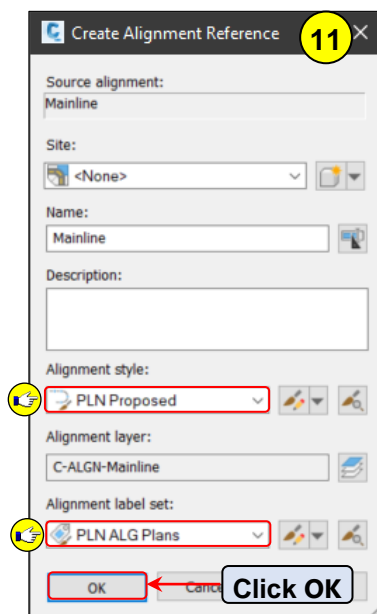 Create Alignment Reference
11
Source alignment:
Mainline
Site:
<None>
Name:
Mainline
Description:
Alignment style:
PLN Proposed
Alignment layer:
C-ALGN-Mainline
Alignment label set:
PLN ALG Plans
OK
Click OK